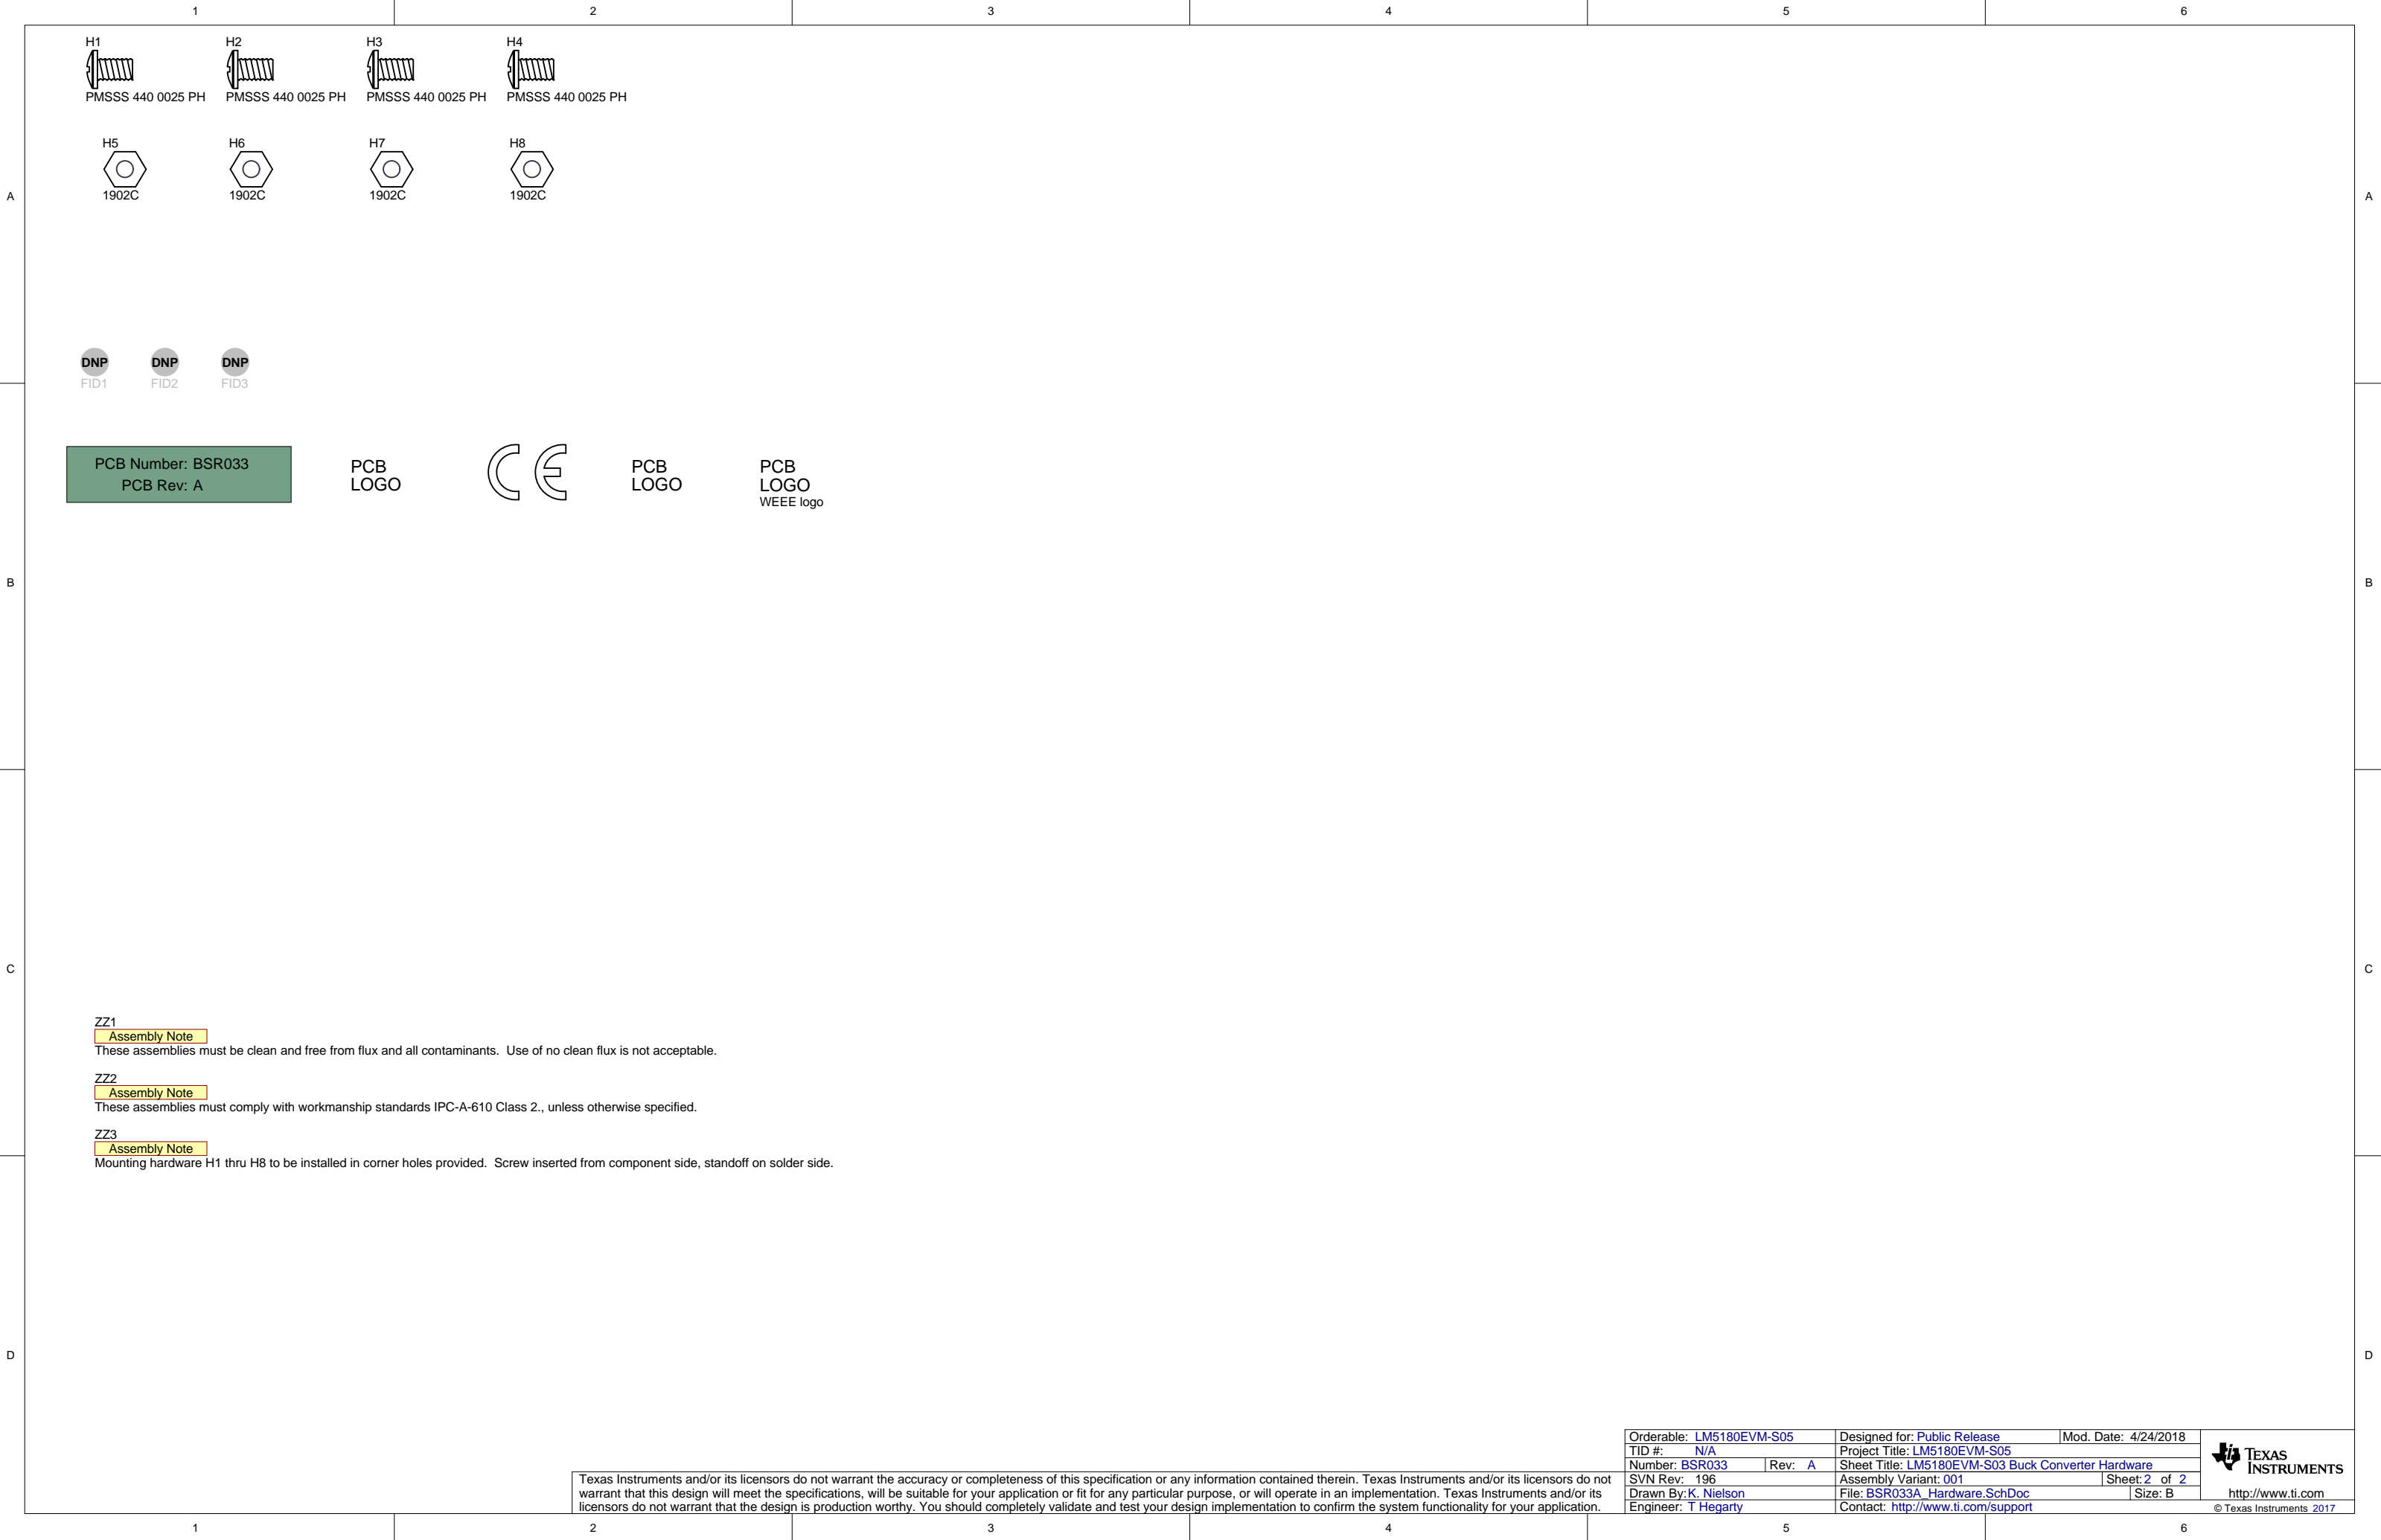 1 2 3 4 5 6
H1 H2 H3 H4
PMSSS 440 0025 PH PMSSS 440 0025 PH PMSSS 440 0025 PH PMSSS 440 0025 PH
H5 H6 H7 H8
1902C 1902C 1902C 1902C
A A
DNP DNP DNP
FID1 FID2 FID3
PCB Number: BSR033
PCB Rev: A
PCB
LOGO
CE
PCB
LOGO
PCB
LOGO
WEEE logo
B B
C C
ZZ1
Assembly Note
These assemblies must be clean and free from flux and all contaminants. Use of no clean flux is not acceptable.
ZZ2
Assembly Note
These assemblies must comply with workmanship standards IPC-A-610 Class 2., unless otherwise specified.
ZZ3
Assembly Note
Mounting hardware H1 thru H8 to be installed in corner holes provided. Screw inserted from component side, standoff on solder side.
D D
Texas Instruments and/or its licensors do not warrant the accuracy or completeness of this specification or any information contained therein. Texas Instruments and/or its licensors do not
warrant that this design will meet the specifications, will be suitable for your application or fit for any particular purpose, or will operate in an implementation. Texas Instruments and/or its
licensors do not warrant that the design is production worthy. You should completely validate and test your design implementation to confirm the system functionality for your application.
Orderable: LM5180EVM-S05 Designed for: Public Release Mod. Date: 4/24/2018
TID #: N/A Project Title: LM5180EVM-S05
Number: BSR033 Rev: A Sheet Title: LM5180EVM-S03 Buck Converter Hardware
SVN Rev: 196 Assembly Variant: 001 Sheet: 2 of 2
Drawn By: K. Nielson File: BSR033A_Hardware.SchDoc Size: B
Engineer: T Hegarty Contact: http://www.ti.com/support
TEXAS
INSTRUMENTS
http://www.ti.com
© Texas Instruments 2017
1 2 3 4 5 6